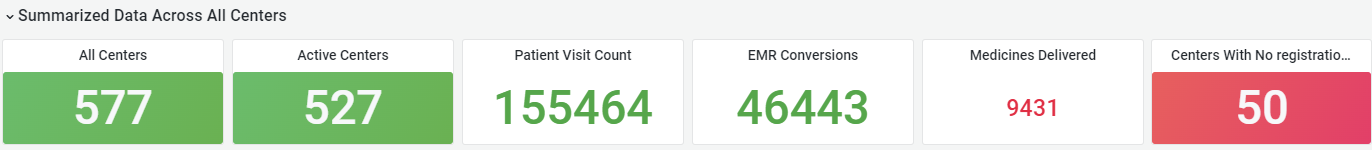 Summarized Data Across All Centers
All Centers
577
Active Centers
527
Patient Visit Count
155464
EMR Conversions
46443
Medicines Delivered
9431
Centers With No registratio...
50